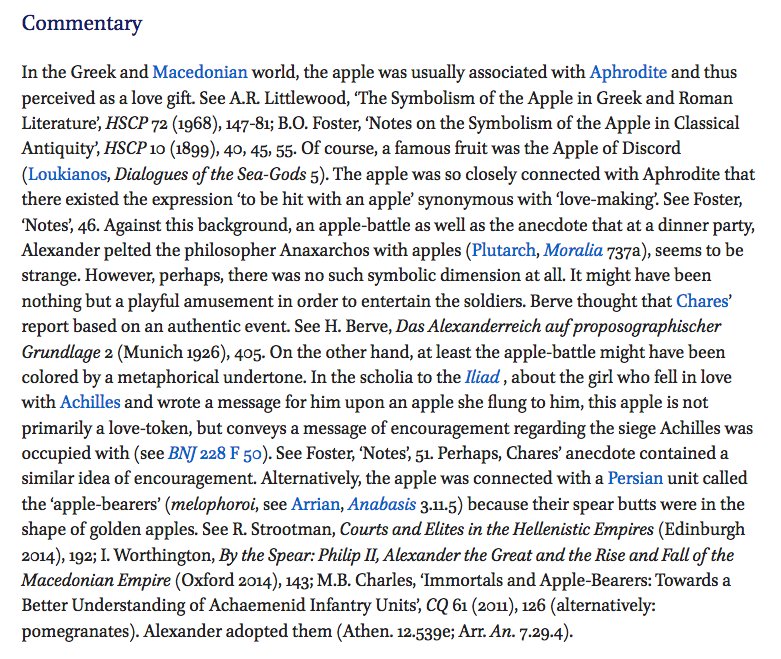 Commentary
In the Greek and Macedonian world, the apple was usually associated with Aphrodite and thus
perceived as a love gift. See A.R. Littlewood, ‘The Symbolism of the Apple in Greek and Roman
Literature’, HSCP 72 (1968), 147-81; B.O. Foster, ‘Notes on the Symbolism of the Apple in Classical
Antiquity’, HSCP 10 (1899), 40, 45, 55. Of course, a famous fruit was the Apple of Discord
(Loukianos, Dialogues of the Sea-Gods 5). The apple was so closely connected with Aphrodite that
there existed the expression ‘to be hit with an apple’ synonymous with ‘love-making’. See Foster,
‘Notes’, 46. Against this background, an apple-battle as well as the anecdote that at a dinner party,
Alexander pelted the philosopher Anaxarchos with apples (Plutarch, Moralia 737a), seems to be
strange. However, perhaps, there was no such symbolic dimension at all. It might have been
nothing but a playful amusement in order to entertain the soldiers. Berve thought that Chares’
report based on an authentic event. See H. Berve, Das Alexanderreich auf proposographischer
Grundlage 2 (Munich 1926), 405. On the other hand, at least the apple-battle might have been
colored by a metaphorical undertone. In the scholia to the Iliad , about the girl who fell in love
with Achilles and wrote a message for him upon an apple she flung to him, this apple is not
primarily a love-token, but conveys a message of encouragement regarding the siege Achilles was
occupied with (see BNJ 228 F 50). See Foster, ‘Notes’, 51. Perhaps, Chares’ anecdote contained a
similar idea of encouragement. Alternatively, the apple was connected with a Persian unit called
the ‘apple-bearers’ (melophoroi, see Arrian, Anabasis 3.11.5) because their spear butts were in the
shape of golden apples. See R. Strootman, Courts and Elites in the Hellenistic Empires (Edinburgh
2014), 192; I. Worthington, By the Spear: Philip II, Alexander the Great and the Rise and Fall of the
Macedonian Empire (Oxford 2014), 143; M.B. Charles, ‘Immortals and Apple-Bearers: Towards a
Better Understanding of Achaemenid Infantry Units’, CQ 61 (2011), 126 (alternatively:
pomegranates). Alexander adopted them (Athen. 12.539e; Arr. An. 7.29.4).